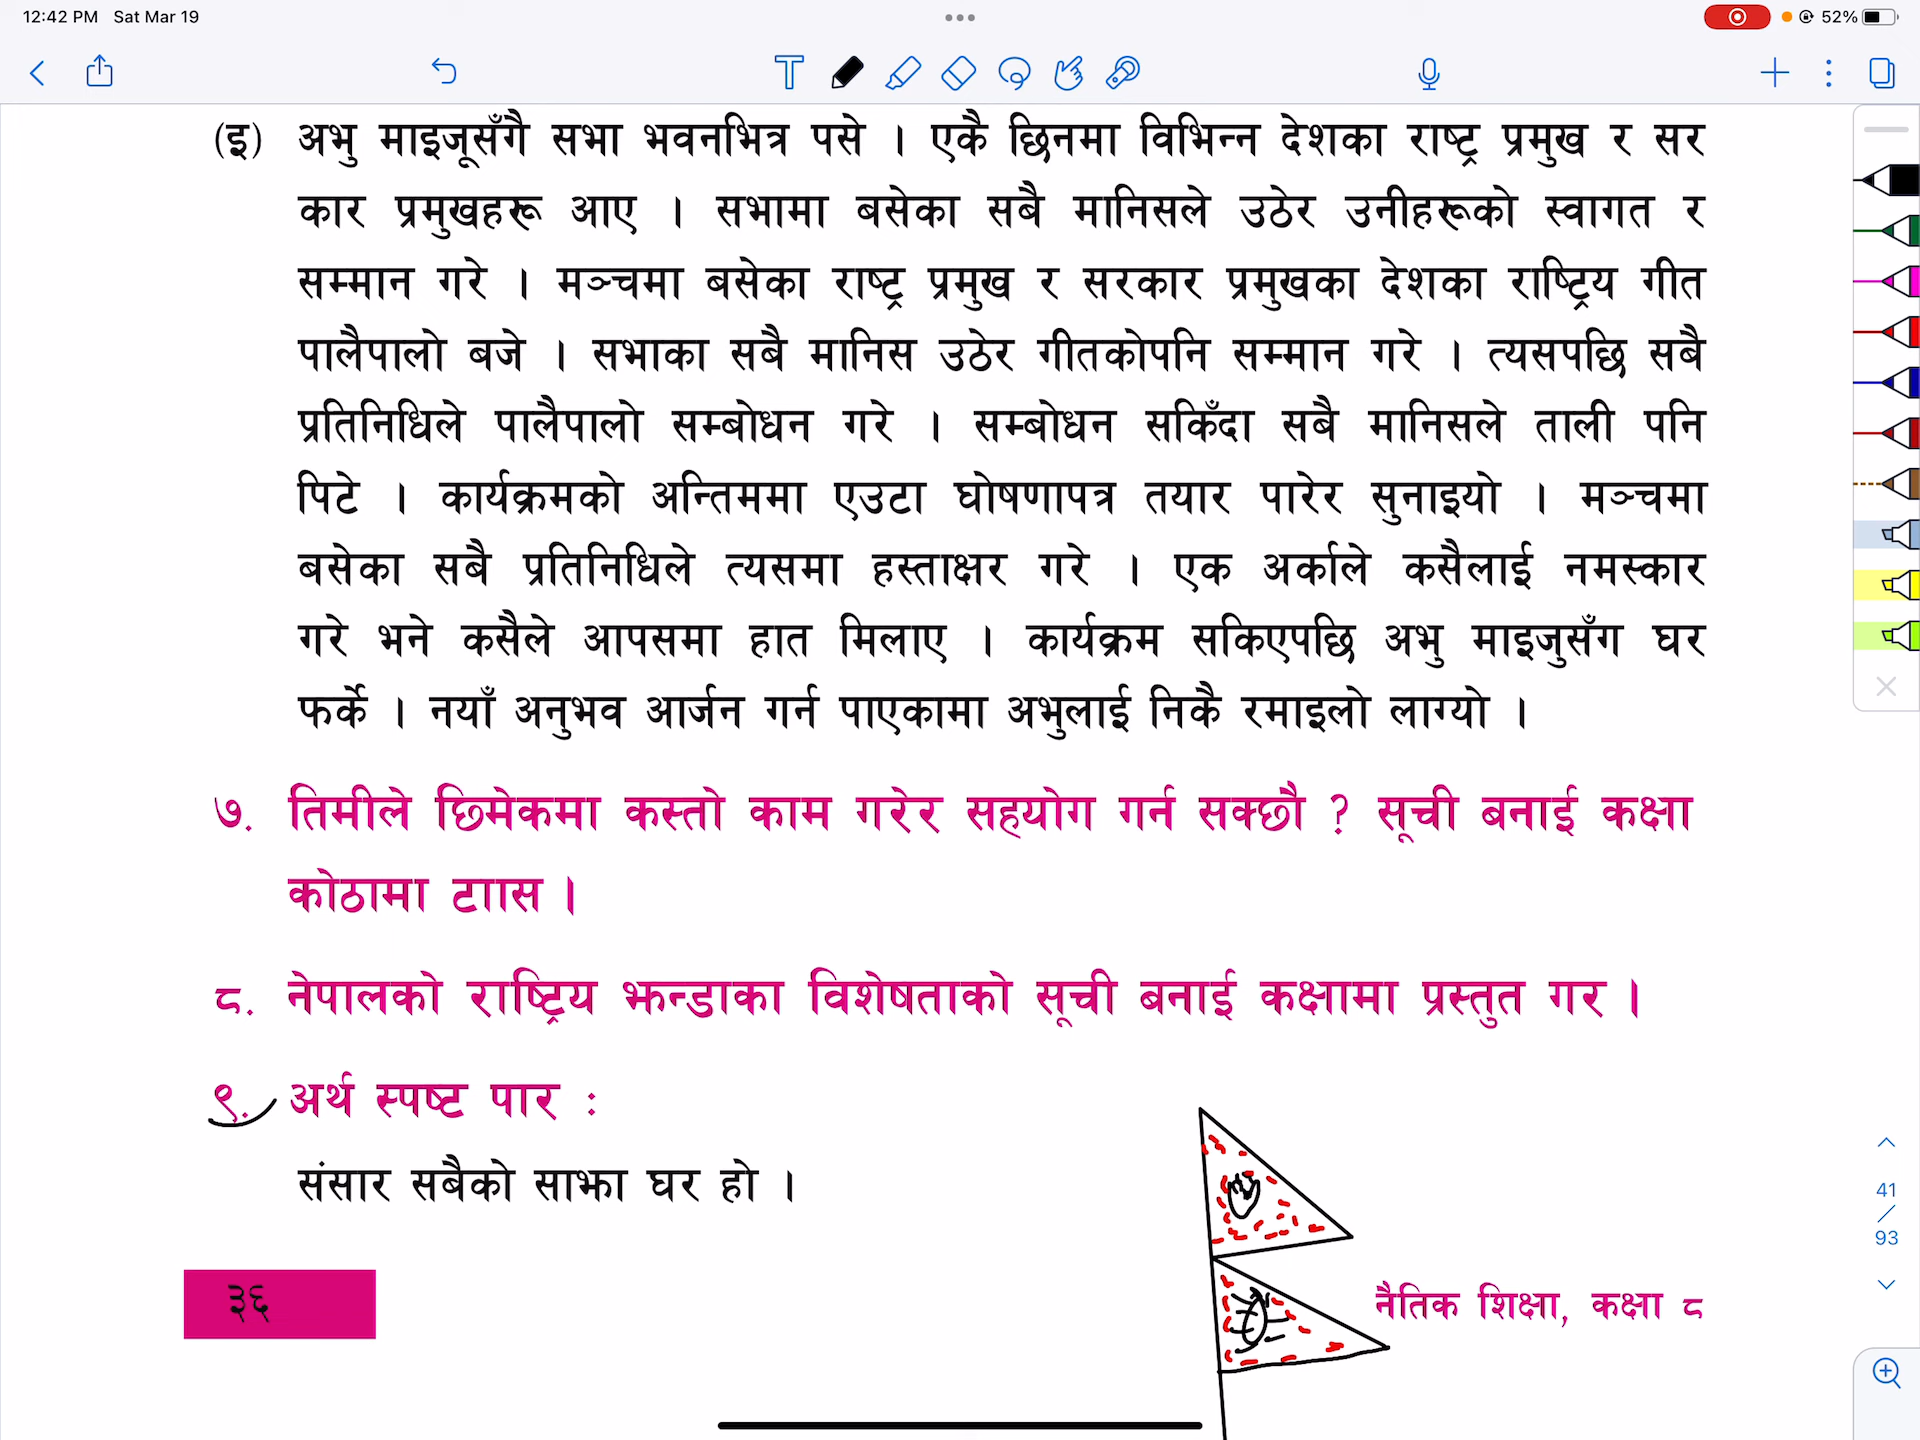 12:42 PM Sat Mar 19
52%
(इ) अभु माइजूसँगै सभा भवनभित्र पसे । एकै छिनमा विभिन्न देशका राष्ट्र प्रमुख र सर
कार प्रमुखहरू आए । सभामा बसेका सबै मानिसले उठेर उनीहरूको स्वागत र
सम्मान गरे । मञ्चमा बसेका राष्ट्र प्रमुख र सरकार प्रमुखका देशका राष्ट्रिय गीत
पालैपालो बजे । सभाका सबै मानिस उठेर गीतकोपनि सम्मान गरे । त्यसपछि सबै
प्रतिनिधिले पालैपालो सम्बोधन गरे । सम्बोधन सकिँदा सबै मानिसले ताली पनि
पिटे । कार्यक्रमको अन्तिममा एउटा घोषणापत्र तयार पारेर सुनाइयो । मञ्चमा
बसेका सबै प्रतिनिधिले त्यसमा हस्ताक्षर गरे । एक अर्काले कसैलाई नमस्कार
गरे भने कसैले आपसमा हात मिलाए । कार्यक्रम सकिएपछि अभु माइजुसँग घर
फर्के । नयाँ अनुभव आर्जन गर्न पाएकामा अभुलाई निकै रमाइलो लाग्यो ।
७. तिमीले छिमेकमा कस्तो काम गरेर सहयोग गर्न सक्छौ ? सूची बनाई कक्षा
कोठामा टाास ।
८. नेपालको राष्ट्रिय झन्डाका विशेषताको सूची बनाई कक्षामा प्रस्तुत गर ।
९. अर्थ स्पष्ट पार :
संसार सबैको साझा घर हो ।
41
/
93
३६
नैतिक शिक्षा, कक्षा ८